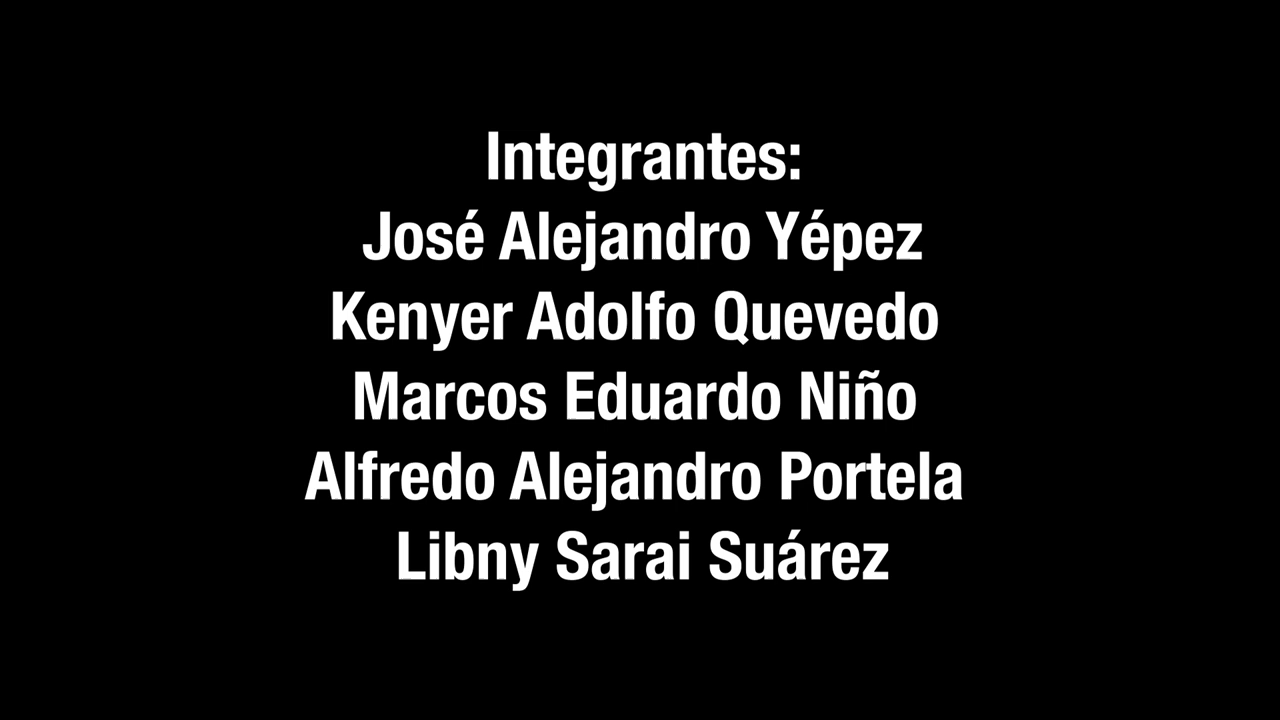 Integrantes:
José Alejandro Yépez
Kenyer Adolfo Quevedo
Marcos Eduardo Niño
Alfredo Alejandro Portela
Libny Sarai Suárez